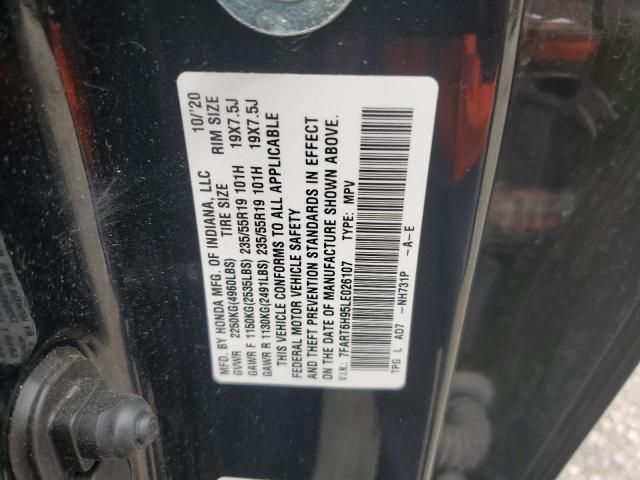 MFD. BY HONDA MFG. OF INDIANA, LLC 10/'20
GVWR 2250KG(4960LBS) TIRE SIZE RIM SIZE
GAWR F 1150KG(2535LBS) 235/55R19 101H 19X7.5J
GAWR R 1130KG(2491LBS) 235/55R19 101H 19X7.5J
THIS VEHICLE CONFORMS TO ALL APPLICABLE
FEDERAL MOTOR VEHICLE SAFETY
AND THEFT PREVENTION STANDARDS IN EFFECT
ON THE DATE OF MANUFACTURE SHOWN ABOVE.
V.I.N.: 7FART6H95LE026107 TYPE: MPV
TPG L AD7 -NH731P -A-E